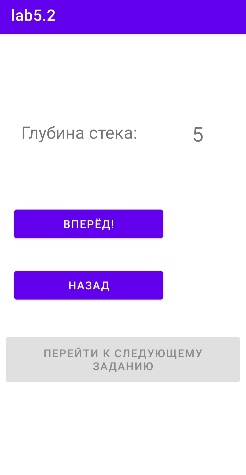 lab5.2
Глубина стека: 5
ВПЕРЁД!
НАЗАД
ПЕРЕЙТИ К СЛЕДУЮЩЕМУ
ЗАДАНИЮ